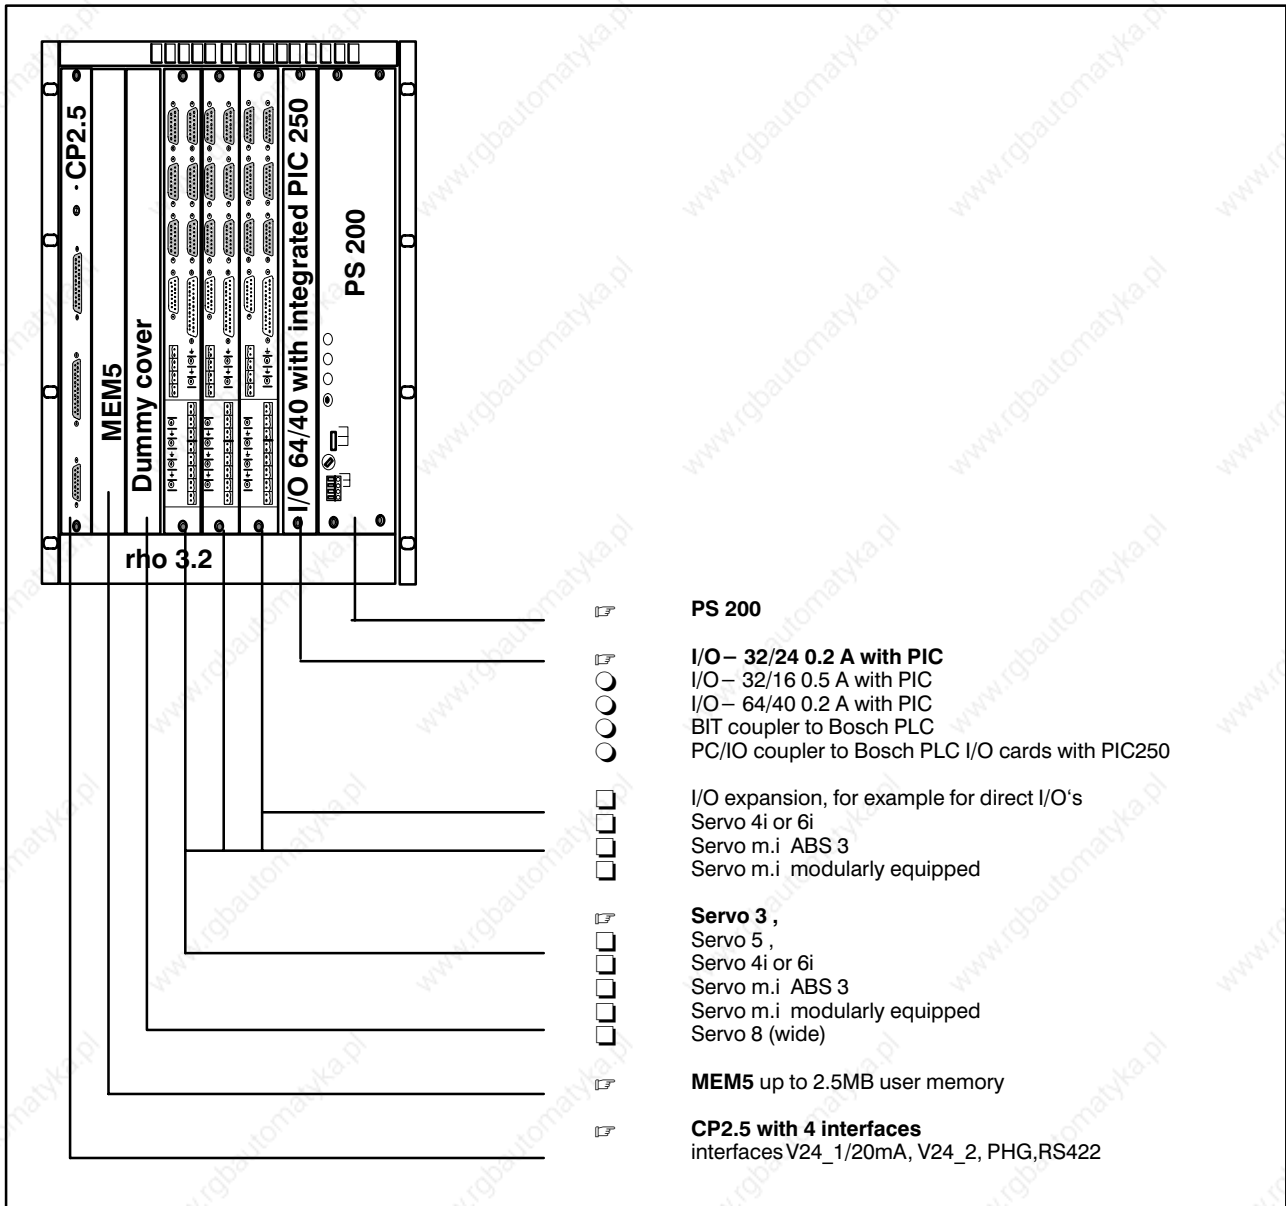 CP2.5
MEM5
Dummy cover
I/O 64/40 with integrated PIC 250
PS 200
rho 3.2
PS 200
I/O– 32/24 0.2 A with PIC
I/O– 32/16 0.5 A with PIC
I/O– 64/40 0.2 A with PIC
BIT coupler to Bosch PLC
PC/IO coupler to Bosch PLC I/O cards with PIC250
I/O expansion, for example for direct I/O‘s
Servo 4i or 6i
Servo m.i ABS 3
Servo m.i modularly equipped
Servo 3 ,
Servo 5 ,
Servo 4i or 6i
Servo m.i ABS 3
Servo m.i modularly equipped
Servo 8 (wide)
MEM5 up to 2.5MB user memory
CP2.5 with 4 interfaces
interfaces V24_1/20mA, V24_2, PHG,RS422
www.rgbautomatyka.pl